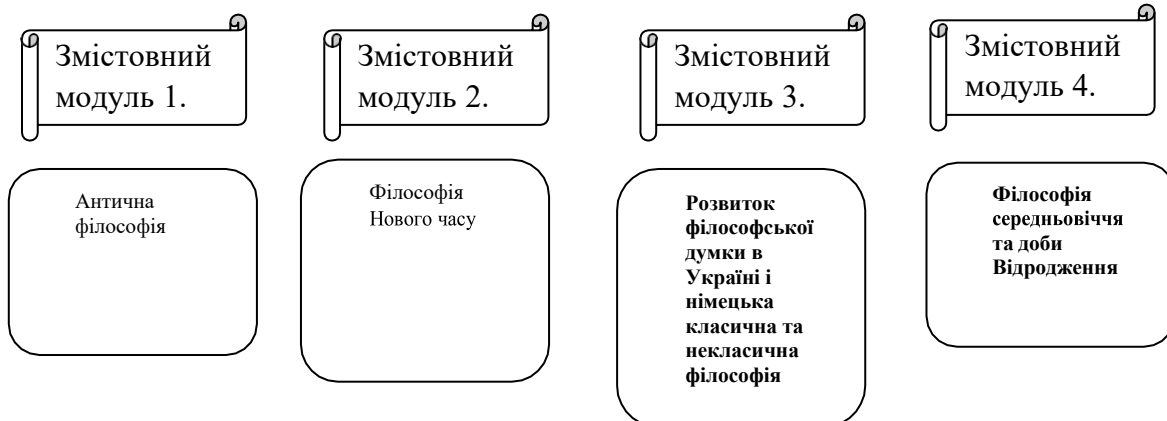 Змістовний
модуль 1.
Змістовний
модуль 2.
Змістовний
модуль 3.
Змістовний
модуль 4.
Антична
філософія
Філософія
Нового часу
Розвиток
філософської
думки в
Україні і
німецька
класична та
некласична
філософія
Філософія
середньовіччя
та доби
Відродження